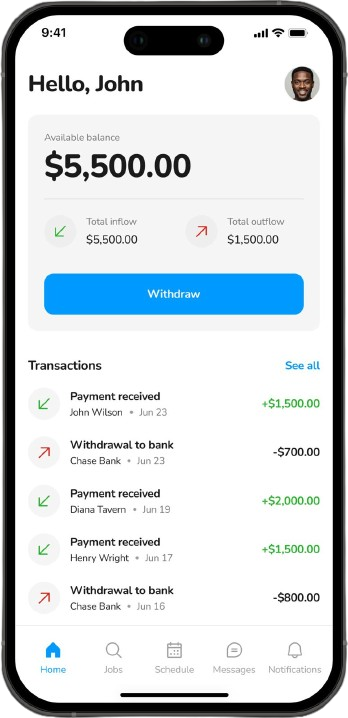 9:41
Hello, John
Available balance
$5,500.00
Total inflow
$5,500.00
Total outflow
$1,500.00
Withdraw
Transactions
See all
Payment received
John Wilson • Jun 23
+$1,500.00
Withdrawal to bank
Chase Bank • Jun 23
-$700.00
Payment received
Diana Tavern • Jun 19
+$2,000.00
Payment received
Henry Wright • Jun 17
+$1,500.00
Withdrawal to bank
Chase Bank • Jun 16
-$800.00
Home
Jobs
Schedule
Messages
Notifications